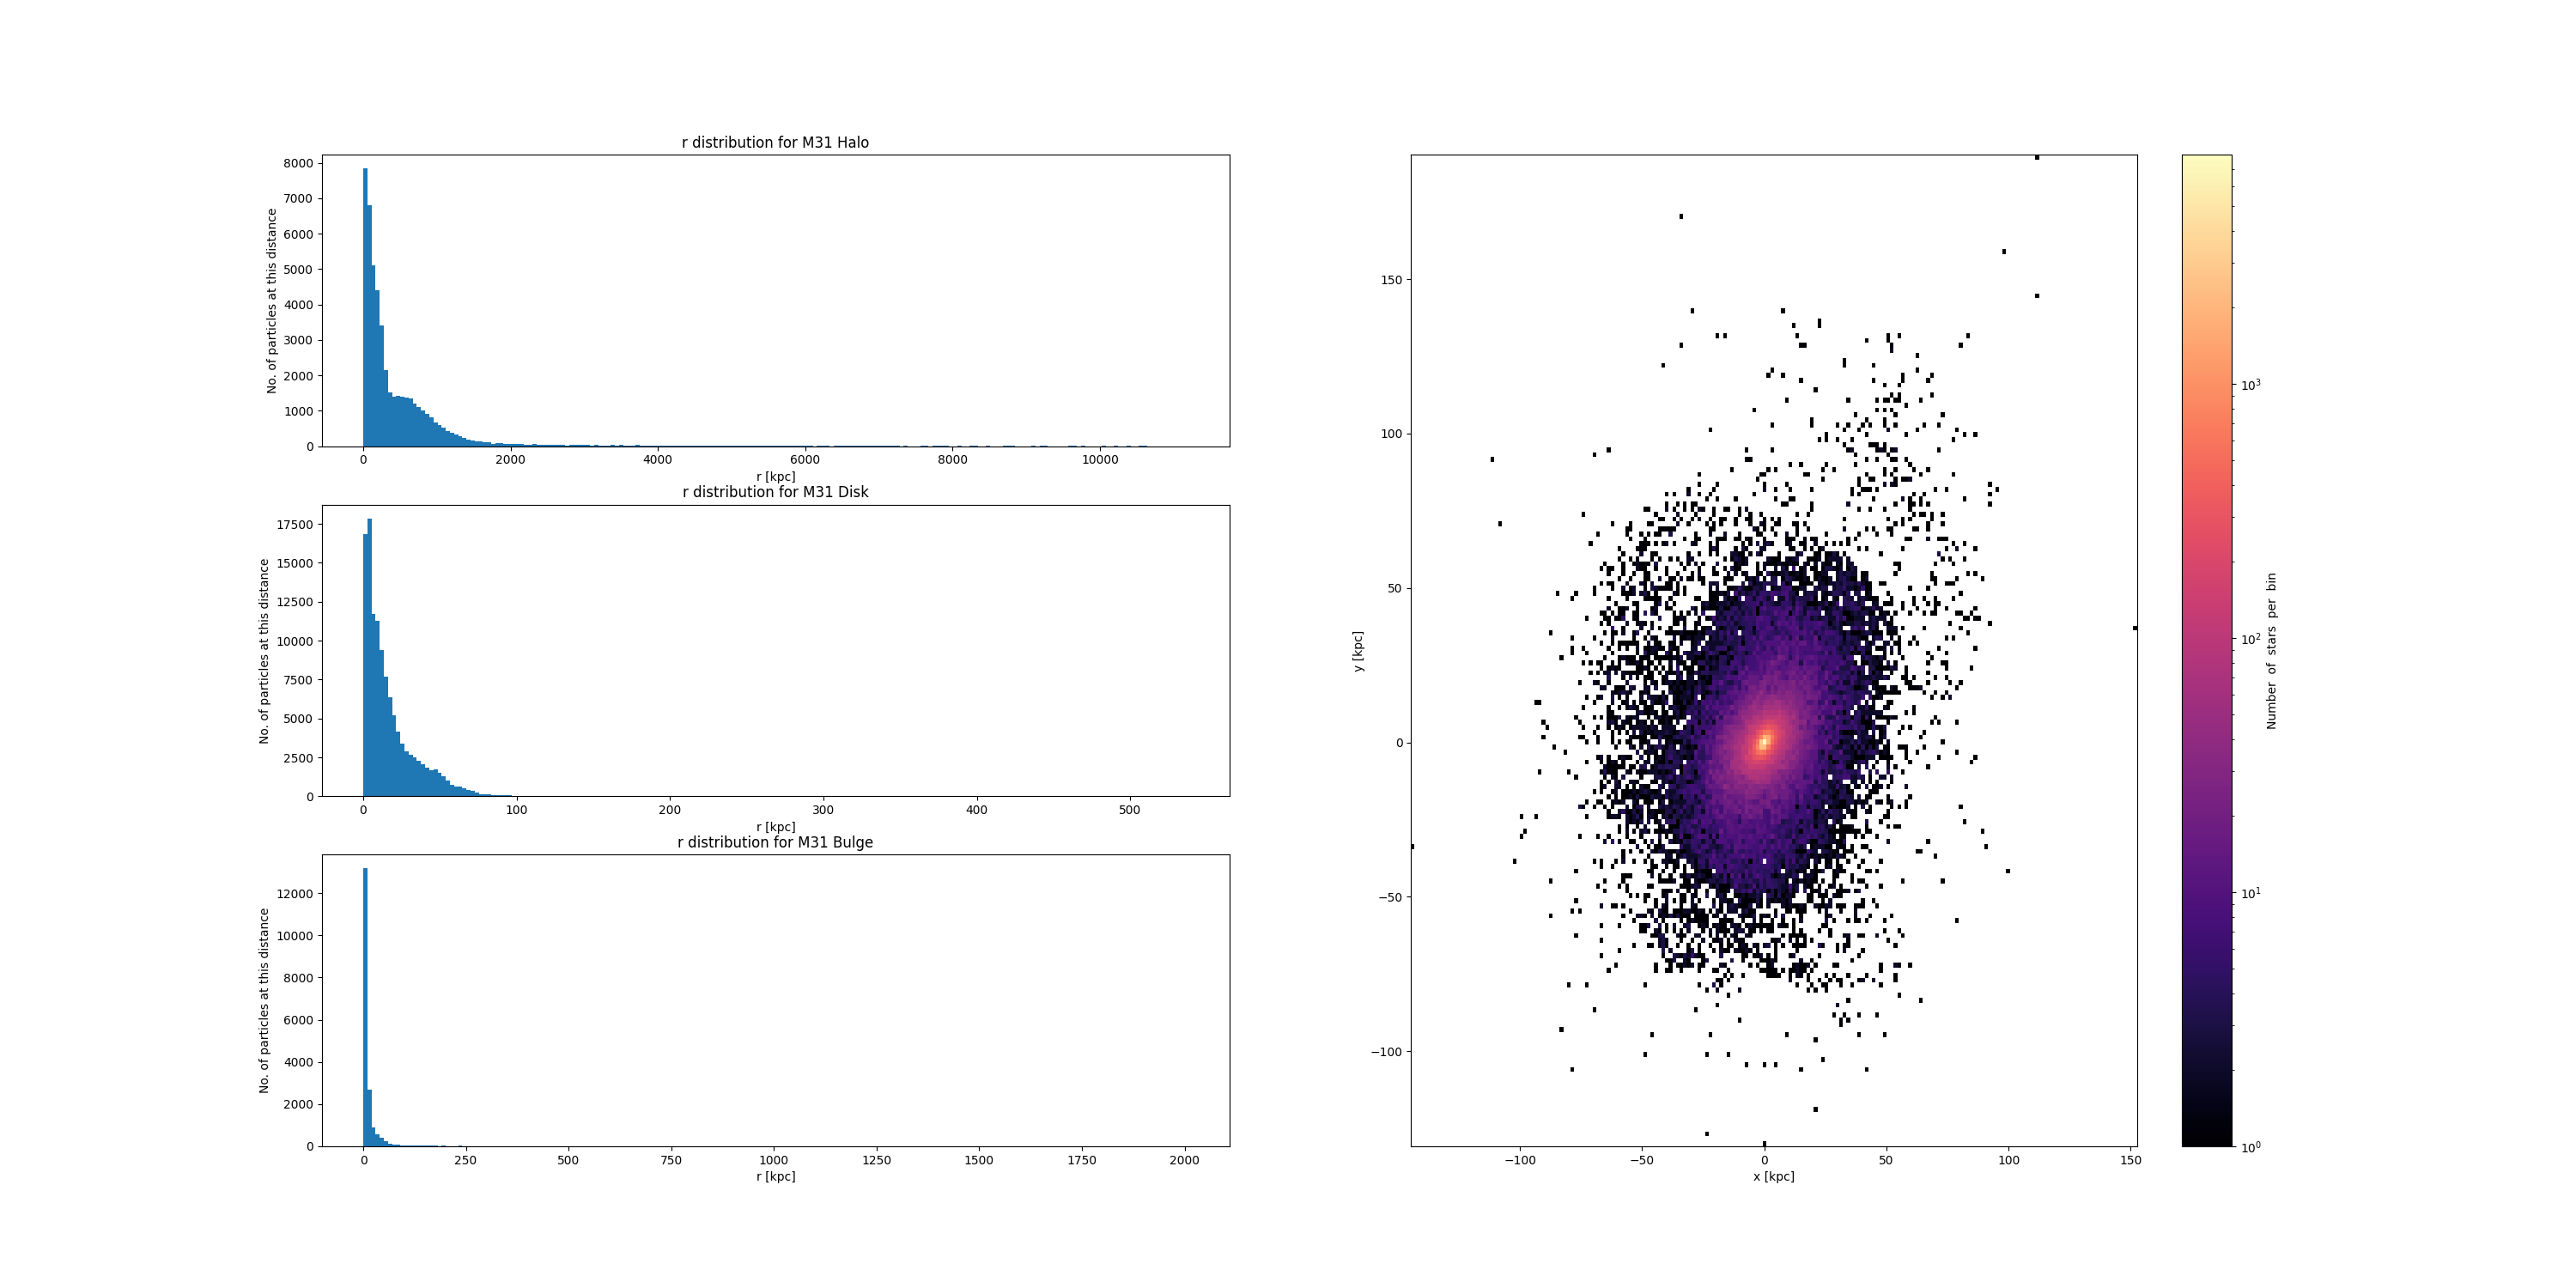 r distribution for M31 Halo
No. of particles at this distance
8000
7000
6000
5000
4000
3000
2000
1000
0
0 2000 4000 6000 8000 10000
r [kpc]
r distribution for M31 Disk
No. of particles at this distance
17500
15000
12500
10000
7500
5000
2500
0
0 100 200 300 400 500
r [kpc]
r distribution for M31 Bulge
No. of particles at this distance
12000
10000
8000
6000
4000
2000
0
0 250 500 750 1000 1250 1500 1750 2000
r [kpc]
y [kpc]
150
100
50
0
−50
−100
−100 −50 0 50 100 150
x [kpc]
10³
10²
10¹
10⁰
Number of stars per bin